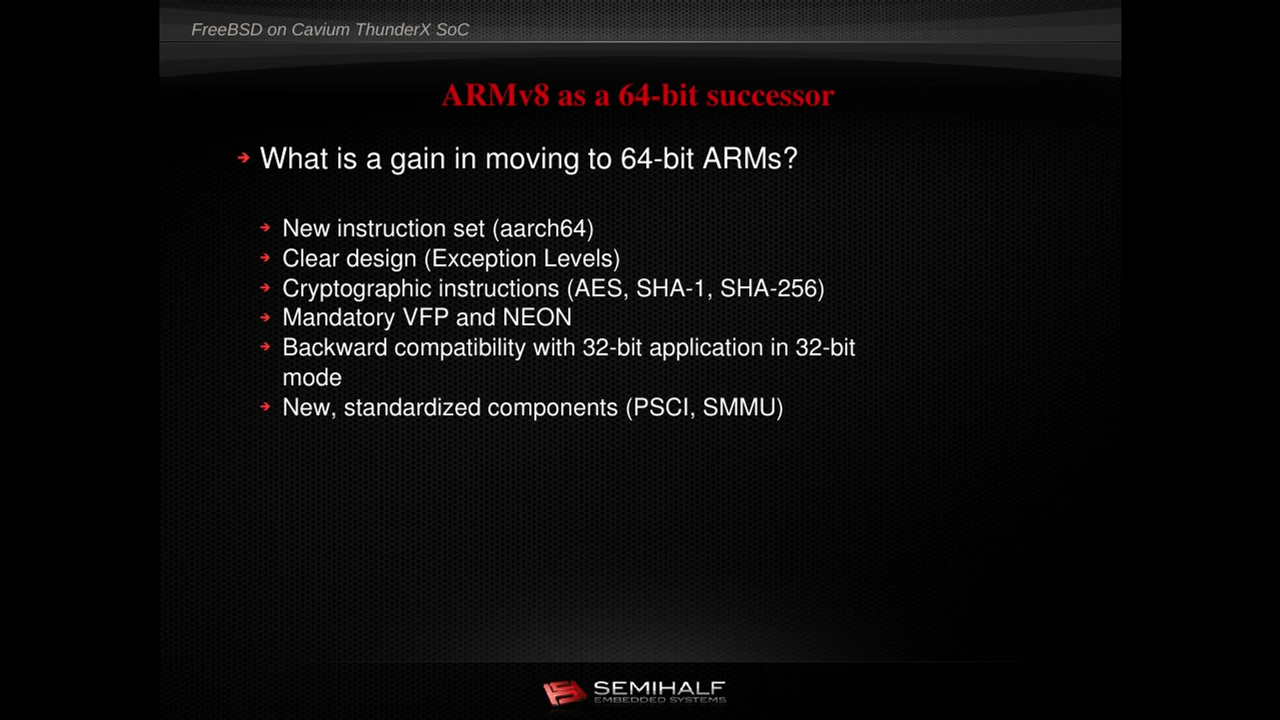 FreeBSD on Cavium ThunderX SoC
ARMv8 as a 64-bit successor
What is a gain in moving to 64-bit ARMs?
New instruction set (aarch64)
Clear design (Exception Levels)
Cryptographic instructions (AES, SHA-1, SHA-256)
Mandatory VFP and NEON
Backward compatibility with 32-bit application in 32-bit
mode
New, standardized components (PSCI, SMMU)
SEMIHALF
EMBEDDED SYSTEMS